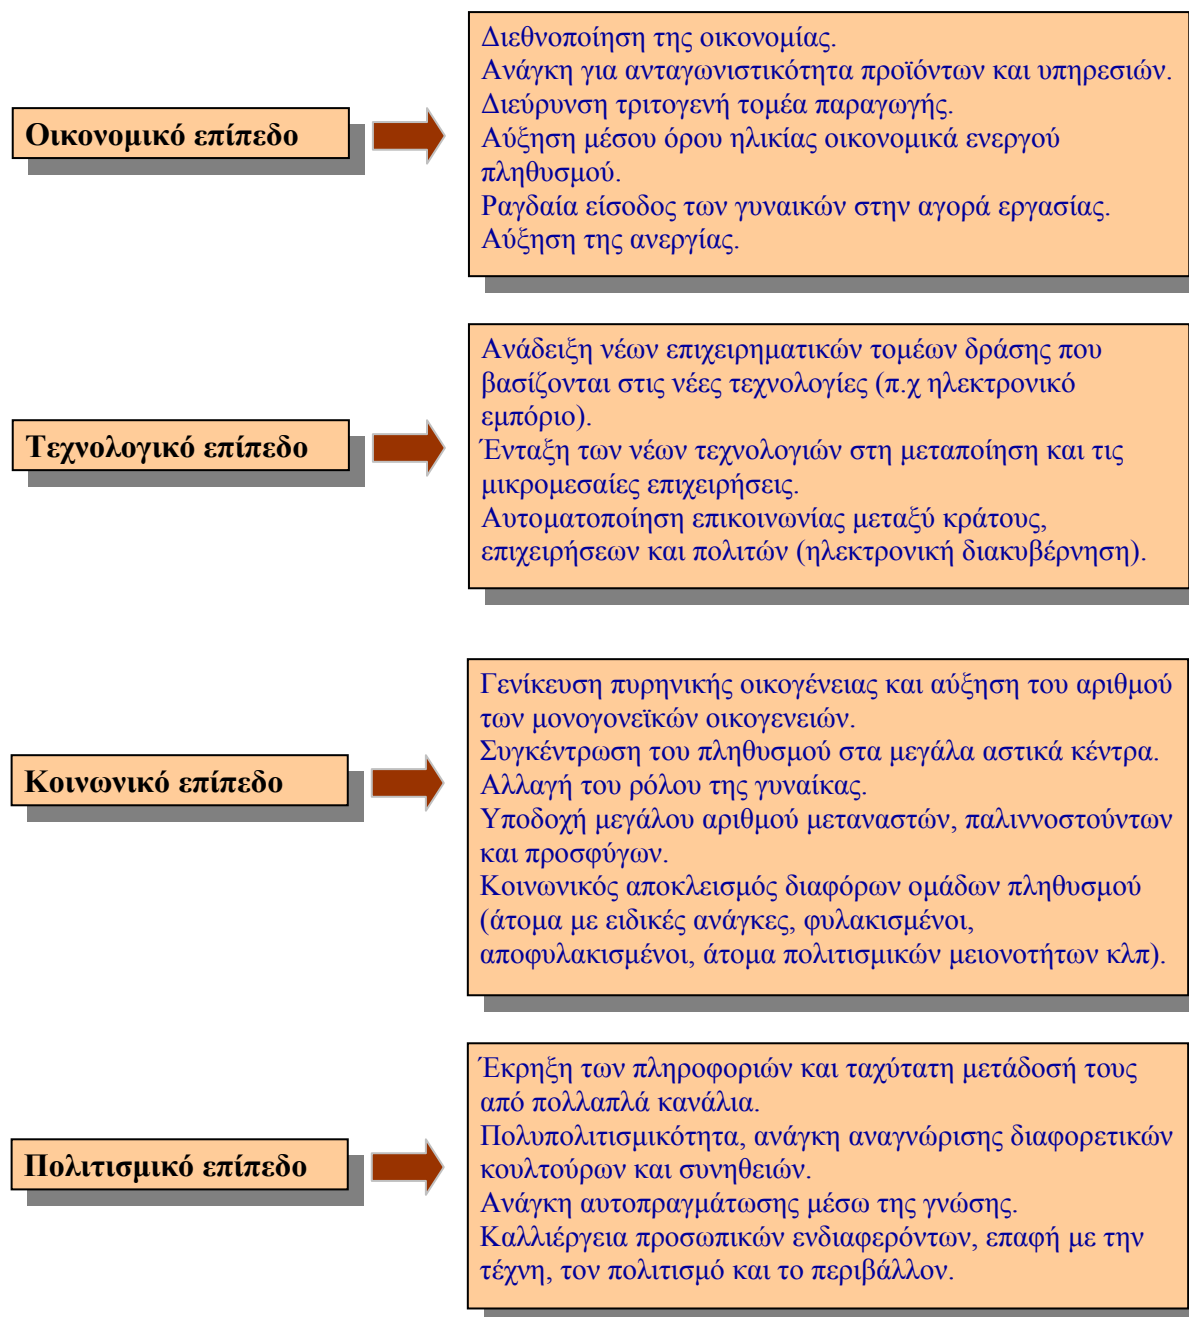 Οικονομικό επίπεδο
Διεθνοποίηση της οικονομίας.
Ανάγκη για ανταγωνιστικότητα προϊόντων και υπηρεσιών.
Διεύρυνση τριτογενή τομέα παραγωγής.
Αύξηση μέσου όρου ηλικίας οικονομικά ενεργού
πληθυσμού.
Ραγδαία είσοδος των γυναικών στην αγορά εργασίας.
Αύξηση της ανεργίας.
Τεχνολογικό επίπεδο
Ανάδειξη νέων επιχειρηματικών τομέων δράσης που
βασίζονται στις νέες τεχνολογίες (π.χ ηλεκτρονικό
εμπόριο).
Ένταξη των νέων τεχνολογιών στη μεταποίηση και τις
μικρομεσαίες επιχειρήσεις.
Αυτοματοποίηση επικοινωνίας μεταξύ κράτους,
επιχειρήσεων και πολιτών (ηλεκτρονική διακυβέρνηση).
Κοινωνικό επίπεδο
Γενίκευση πυρηνικής οικογένειας και αύξηση του αριθμού
των μονογονεϊκών οικογενειών.
Συγκέντρωση του πληθυσμού στα μεγάλα αστικά κέντρα.
Αλλαγή του ρόλου της γυναίκας.
Υποδοχή μεγάλου αριθμού μεταναστών, παλιννοστούντων
και προσφύγων.
Κοινωνικός αποκλεισμός διαφόρων ομάδων πληθυσμού
(άτομα με ειδικές ανάγκες, φυλακισμένοι,
αποφυλακισμένοι, άτομα πολιτισμικών μειονοτήτων κλπ).
Πολιτισμικό επίπεδο
Έκρηξη των πληροφοριών και ταχύτατη μετάδοσή τους
από πολλαπλά κανάλια.
Πολυπολιτισμικότητα, ανάγκη αναγνώρισης διαφορετικών
κουλτούρων και συνηθειών.
Ανάγκη αυτοπραγμάτωσης μέσω της γνώσης.
Καλλιέργεια προσωπικών ενδιαφερόντων, επαφή με την
τέχνη, τον πολιτισμό και το περιβάλλον.